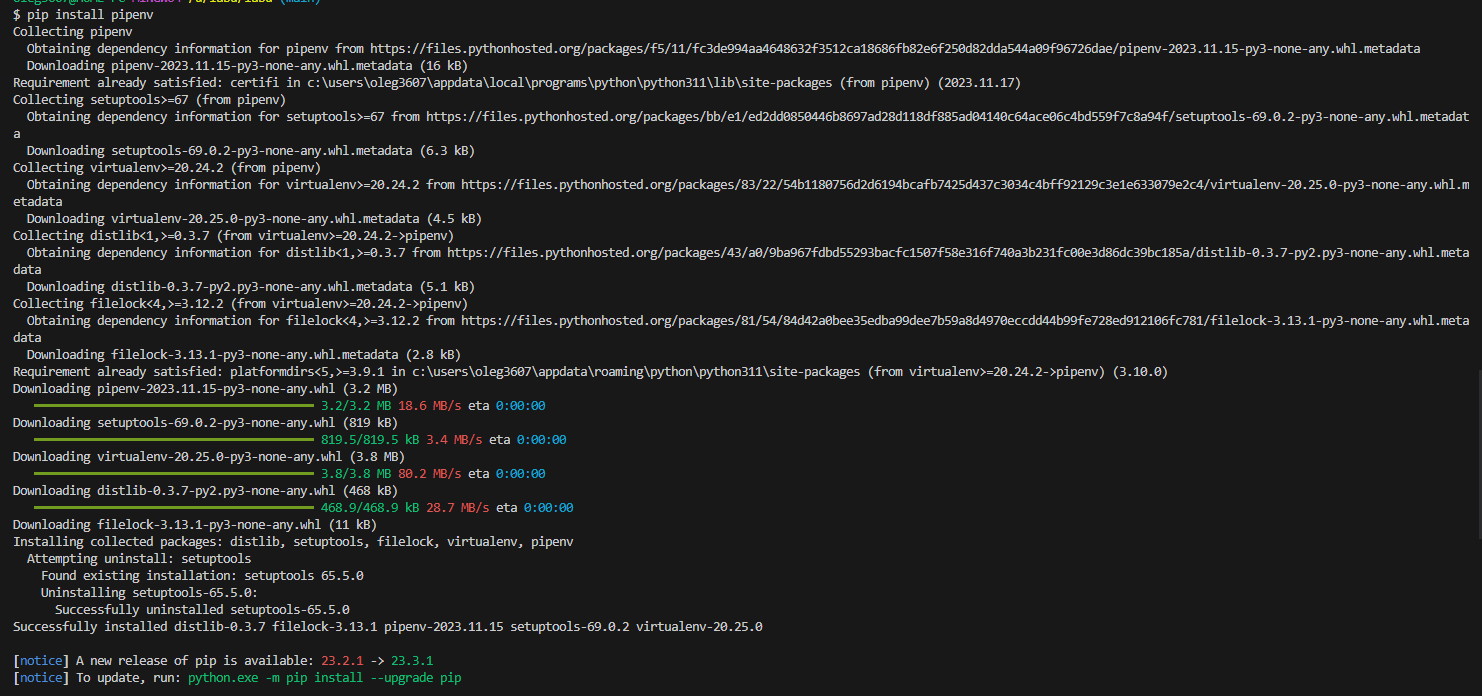 $ pip install pipenv
Collecting pipenv
  Obtaining dependency information for pipenv from https://files.pythonhosted.org/packages/f5/11/fc3de994aa4648632f3512ca18686fb82e6f250d82dda544a09f96726dae/pipenv-2023.11.15-py3-none-any.whl.metadata
  Downloading pipenv-2023.11.15-py3-none-any.whl.metadata (16 kB)
Requirement already satisfied: certifi in c:\users\oleg3607\appdata\local\programs\python\python311\lib\site-packages (from pipenv) (2023.11.17)
Collecting setuptools>=67 (from pipenv)
  Obtaining dependency information for setuptools>=67 from https://files.pythonhosted.org/packages/bb/e1/ed2dd0850446b8697ad28d118df885ad04140c64ace06c4bd559f7c8a94f/setuptools-69.0.2-py3-none-any.whl.metadat
a
  Downloading setuptools-69.0.2-py3-none-any.whl.metadata (6.3 kB)
Collecting virtualenv>=20.24.2 (from pipenv)
  Obtaining dependency information for virtualenv>=20.24.2 from https://files.pythonhosted.org/packages/83/22/54b1180756d2d6194bcafb7425d437c3034c4bff92129c3e1e633079e2c4/virtualenv-20.25.0-py3-none-any.whl.m
etadata
  Downloading virtualenv-20.25.0-py3-none-any.whl.metadata (4.5 kB)
Collecting distlib<1,>=0.3.7 (from virtualenv>=20.24.2->pipenv)
  Obtaining dependency information for distlib<1,>=0.3.7 from https://files.pythonhosted.org/packages/43/a0/9ba967fdbd55293bacfc1507f58e316f740a3b231fc00e3d86dc39bc185a/distlib-0.3.7-py2.py3-none-any.whl.meta
data
  Downloading distlib-0.3.7-py2.py3-none-any.whl.metadata (5.1 kB)
Collecting filelock<4,>=3.12.2 (from virtualenv>=20.24.2->pipenv)
  Obtaining dependency information for filelock<4,>=3.12.2 from https://files.pythonhosted.org/packages/81/54/84d42a0bee35edba99dee7b59a8d4970eccdd44b99fe728ed912106fc781/filelock-3.13.1-py3-none-any.whl.meta
data
  Downloading filelock-3.13.1-py3-none-any.whl.metadata (2.8 kB)
Requirement already satisfied: platformdirs<5,>=3.9.1 in c:\users\oleg3607\appdata\roaming\python\python311\site-packages (from virtualenv>=20.24.2->pipenv) (3.10.0)
Downloading pipenv-2023.11.15-py3-none-any.whl (3.2 MB)
3.2/3.2 MB 18.6 MB/s eta 0:00:00
Downloading setuptools-69.0.2-py3-none-any.whl (819 kB)
819.5/819.5 kB 3.4 MB/s eta 0:00:00
Downloading virtualenv-20.25.0-py3-none-any.whl (3.8 MB)
3.8/3.8 MB 80.2 MB/s eta 0:00:00
Downloading distlib-0.3.7-py2.py3-none-any.whl (468 kB)
468.9/468.9 kB 28.7 MB/s eta 0:00:00
Downloading filelock-3.13.1-py3-none-any.whl (11 kB)
Installing collected packages: distlib, setuptools, filelock, virtualenv, pipenv
  Attempting uninstall: setuptools
    Found existing installation: setuptools 65.5.0
    Uninstalling setuptools-65.5.0:
      Successfully uninstalled setuptools-65.5.0
Successfully installed distlib-0.3.7 filelock-3.13.1 pipenv-2023.11.15 setuptools-69.0.2 virtualenv-20.25.0
[notice] A new release of pip is available: 23.2.1 -> 23.3.1
[notice] To update, run: python.exe -m pip install --upgrade pip